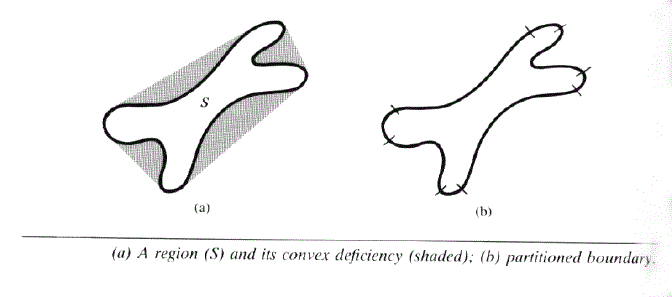 S
(a)
(b)
(a) A region (S) and its convex deficiency (shaded); (b) partitioned boundary.